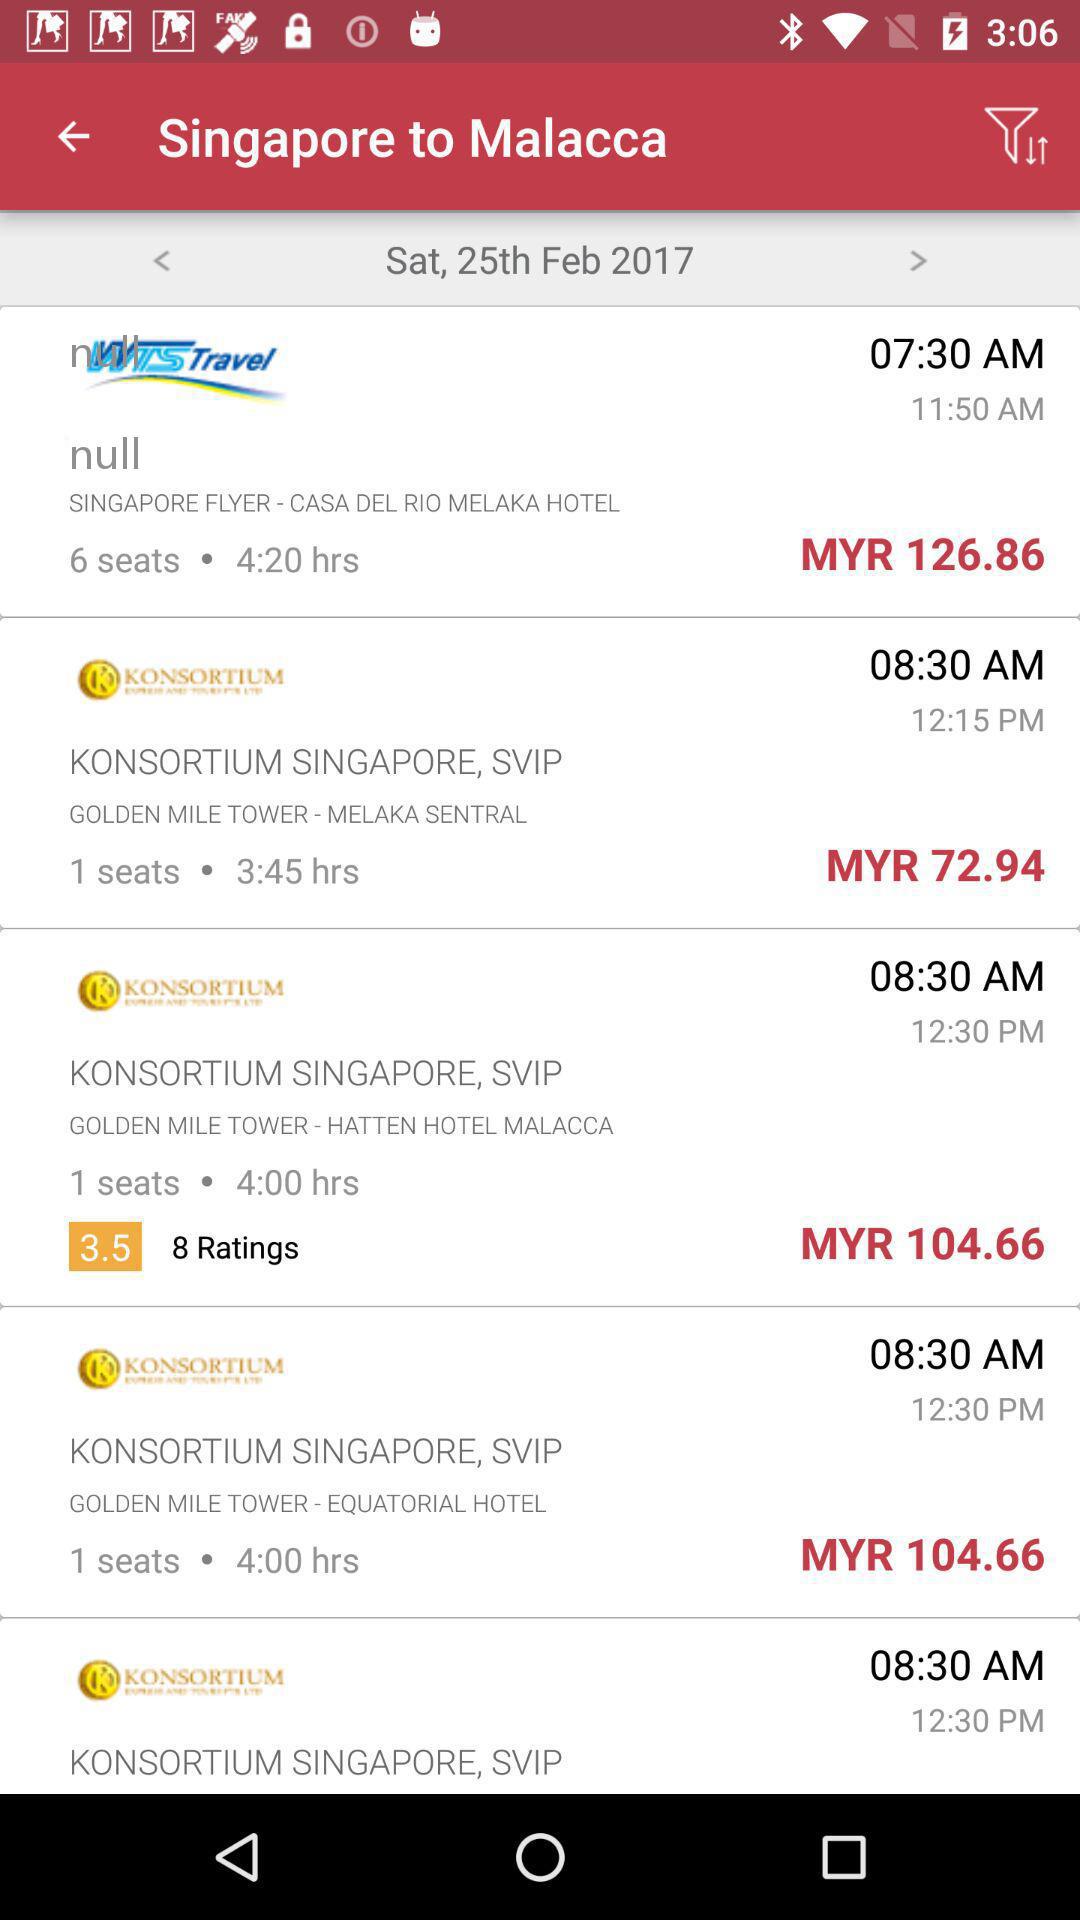 FAK
3:06
Singapore to Malacca
< Sat, 25th Feb 2017 >
null
WTS Travel
07:30 AM
11:50 AM
null
SINGAPORE FLYER - CASA DEL RIO MELAKA HOTEL
6 seats • 4:20 hrs
MYR 126.86
KONSORTIUM
08:30 AM
12:15 PM
KONSORTIUM SINGAPORE, SVIP
GOLDEN MILE TOWER - MELAKA SENTRAL
1 seats • 3:45 hrs
MYR 72.94
KONSORTIUM
08:30 AM
12:30 PM
KONSORTIUM SINGAPORE, SVIP
GOLDEN MILE TOWER - HATTEN HOTEL MALACCA
1 seats • 4:00 hrs
3.5 8 Ratings
MYR 104.66
KONSORTIUM
08:30 AM
12:30 PM
KONSORTIUM SINGAPORE, SVIP
GOLDEN MILE TOWER - EQUATORIAL HOTEL
1 seats • 4:00 hrs
MYR 104.66
KONSORTIUM
08:30 AM
12:30 PM
KONSORTIUM SINGAPORE, SVIP